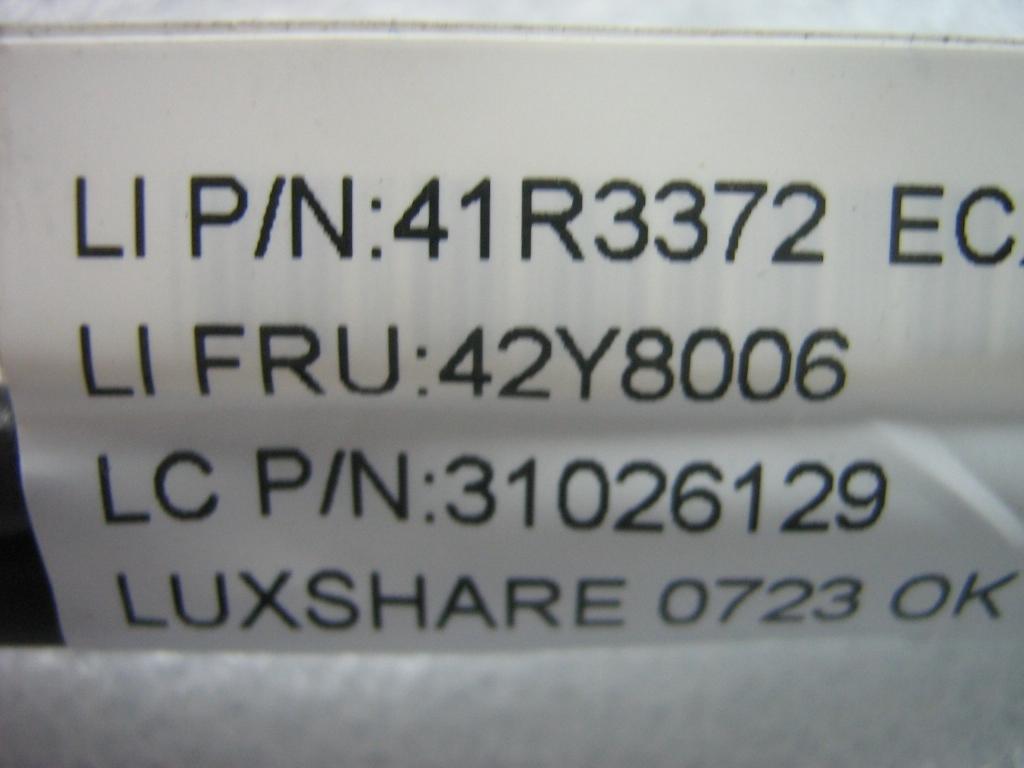 LI P/N:41R3372 EC
LI FRU:42Y8006
LC P/N:31026129
LUXSHARE 0723 OK